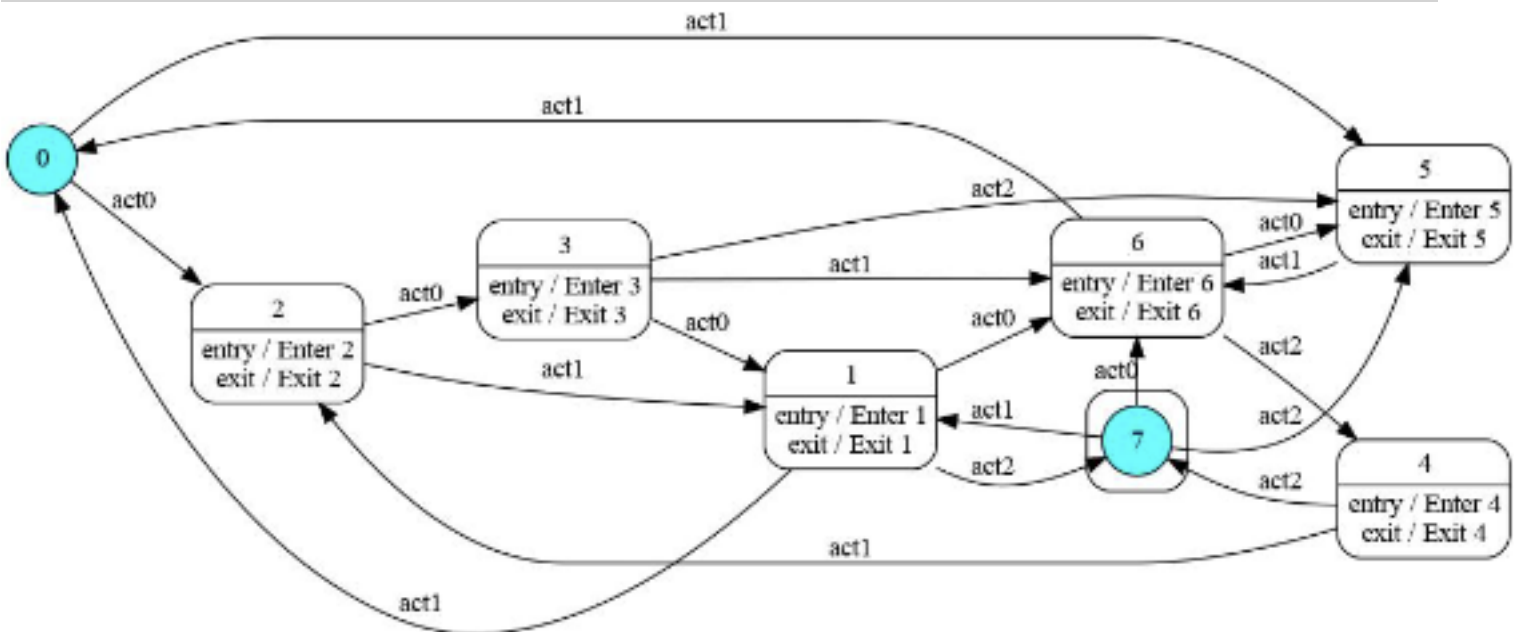 act1
act1
0
5
act2
entry / Enter 5
act0
act0
exit / Exit 5
3
6
act1
act1
entry / Enter 3
entry / Enter 6
act0
2
exit / Exit 3
exit / Exit 6
act0
act0
entry / Enter 2
act2
act1
act0
1
exit / Exit 2
entry / Enter 1
act1
act2
7
exit / Exit 1
act2
4
act2
entry / Enter 4
exit / Exit 4
act1
act1